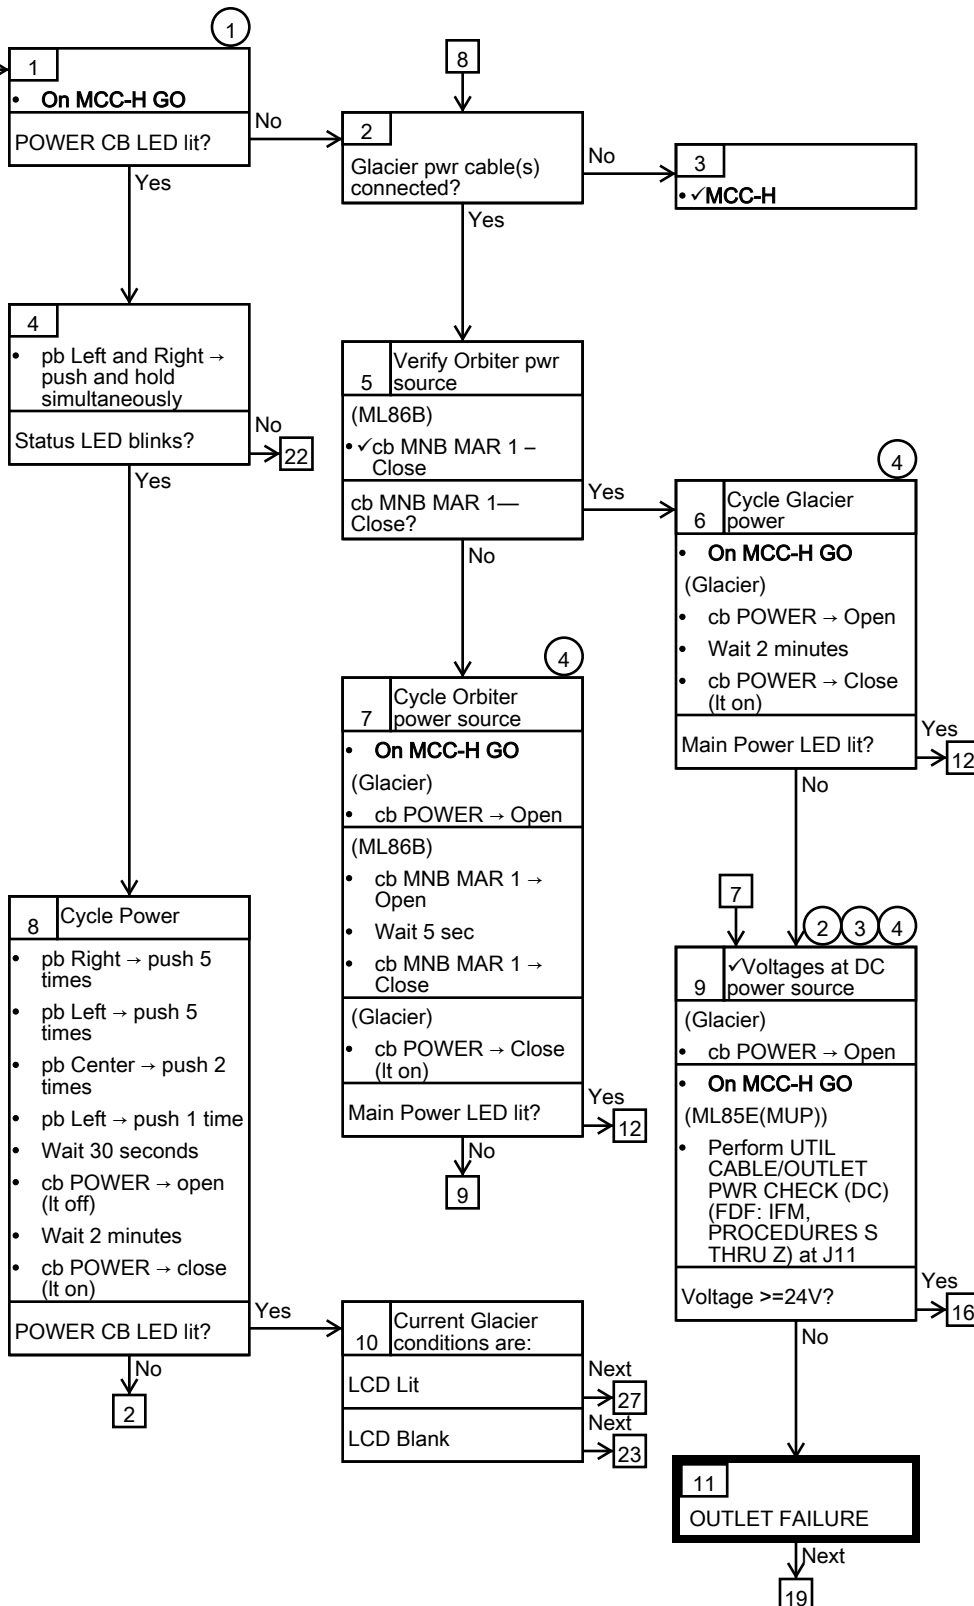 1
1
• On MCC-H GO
POWER CB LED lit?
No
Yes
8
2
Glacier pwr cable(s)
connected?
No
Yes
3
• ✓MCC-H
4
• pb Left and Right →
push and hold
simultaneously
Status LED blinks?
No
22
Yes
5
Verify Orbiter pwr
source
(ML86B)
• ✓cb MNB MAR 1 –
Close
cb MNB MAR 1—
Close?
Yes
No
4
6
Cycle Glacier
power
• On MCC-H GO
(Glacier)
• cb POWER → Open
• Wait 2 minutes
• cb POWER → Close
(lt on)
Main Power LED lit?
Yes
12
No
4
7
Cycle Orbiter
power source
• On MCC-H GO
(Glacier)
• cb POWER → Open
(ML86B)
• cb MNB MAR 1 →
Open
• Wait 5 sec
• cb MNB MAR 1 →
Close
(Glacier)
• cb POWER → Close
(lt on)
Main Power LED lit?
Yes
12
No
9
8
Cycle Power
• pb Right → push 5
times
• pb Left → push 5
times
• pb Center → push 2
times
• pb Left → push 1 time
• Wait 30 seconds
• cb POWER → open
(lt off)
• Wait 2 minutes
• cb POWER → close
(lt on)
POWER CB LED lit?
Yes
No
2
7
2 3 4
9
✓Voltages at DC
power source
(Glacier)
• cb POWER → Open
• On MCC-H GO
(ML85E(MUP))
• Perform UTIL
CABLE/OUTLET
PWR CHECK (DC)
(FDF: IFM,
PROCEDURES S
THRU Z) at J11
Voltage >=24V?
Yes
16
No
10
Current Glacier
conditions are:
LCD Lit
Next
27
LCD Blank
Next
23
11
OUTLET FAILURE
Next
19